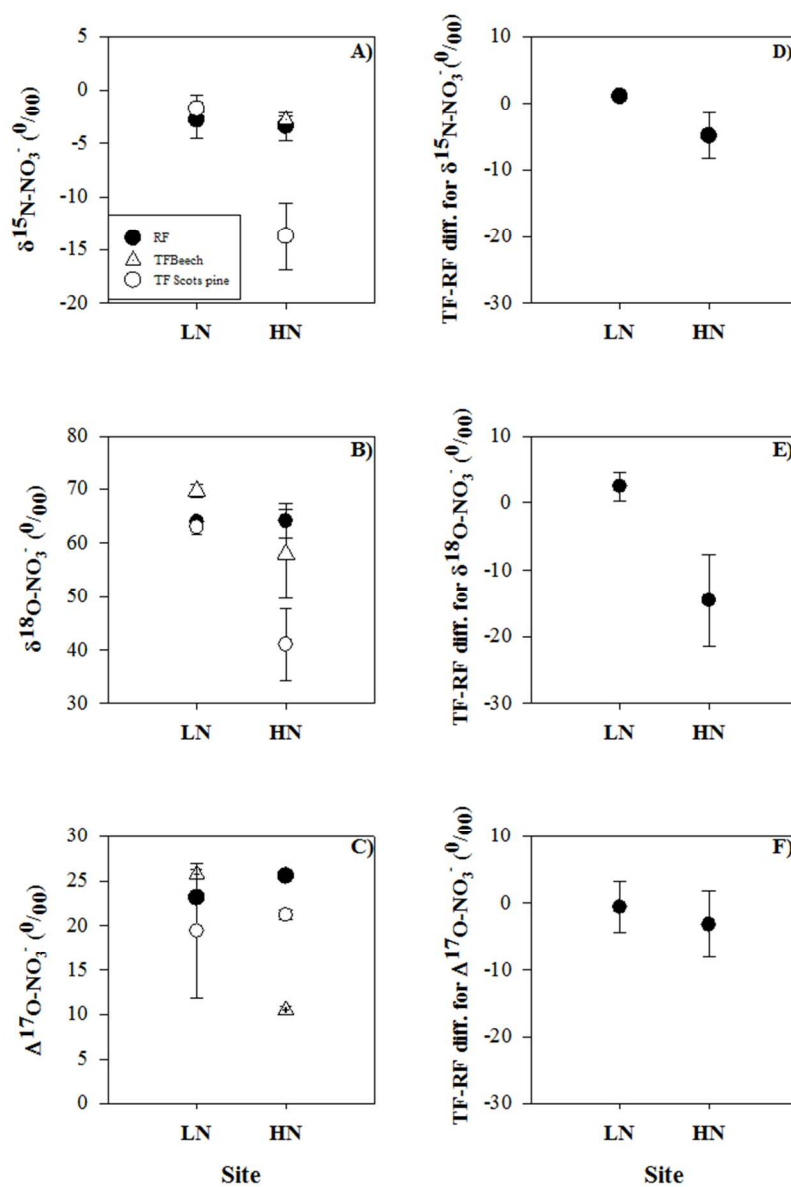 A)
δ15N-NO3- (0/00)
5
0
-5
-10
-15
-20
RF
TFBeech
TF Scots pine
LN HN
D)
TF-RF diff. for δ15N-NO3- (0/00)
10
0
-10
-20
-30
LN HN
B)
δ18O-NO3- (0/00)
80
70
60
50
40
30
LN HN
E)
TF-RF diff. for δ18O-NO3- (0/00)
10
0
-10
-20
-30
LN HN
C)
Δ17O-NO3- (0/00)
30
25
20
15
10
5
0
LN HN
Site
F)
TF-RF diff. for Δ17O-NO3- (0/00)
10
0
-10
-20
-30
LN HN
Site